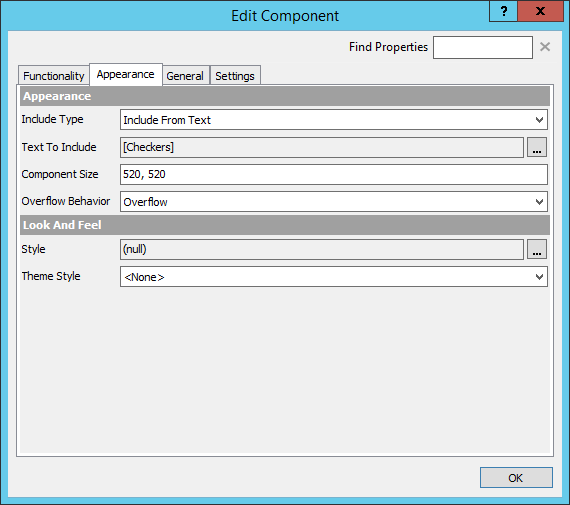 Edit Component
?
x
Find Properties
Functionality Appearance General Settings
Appearance
Include Type Include From Text
Text To Include [Checkers] ...
Component Size 520, 520
Overflow Behavior Overflow
Look And Feel
Style (null) ...
Theme Style <None>
OK